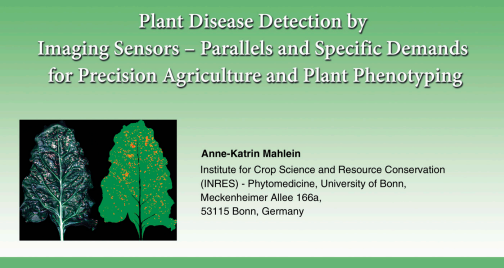 Plant Disease Detection by
Imaging Sensors – Parallels and Specific Demands
for Precision Agriculture and Plant Phenotyping
Anne-Katrin Mahlein
Institute for Crop Science and Resource Conservation
(INRES) - Phytomedicine, University of Bonn,
Meckenheimer Allee 166a,
53115 Bonn, Germany